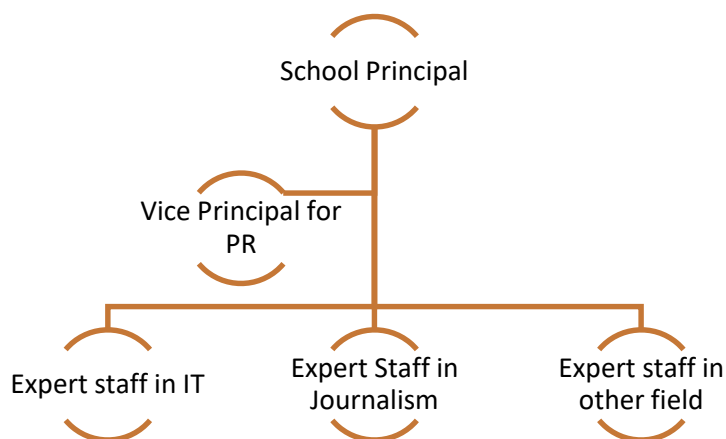 School Principal
Vice Principal for
PR
Expert staff in IT
Expert Staff in
Journalism
Expert staff in
other field